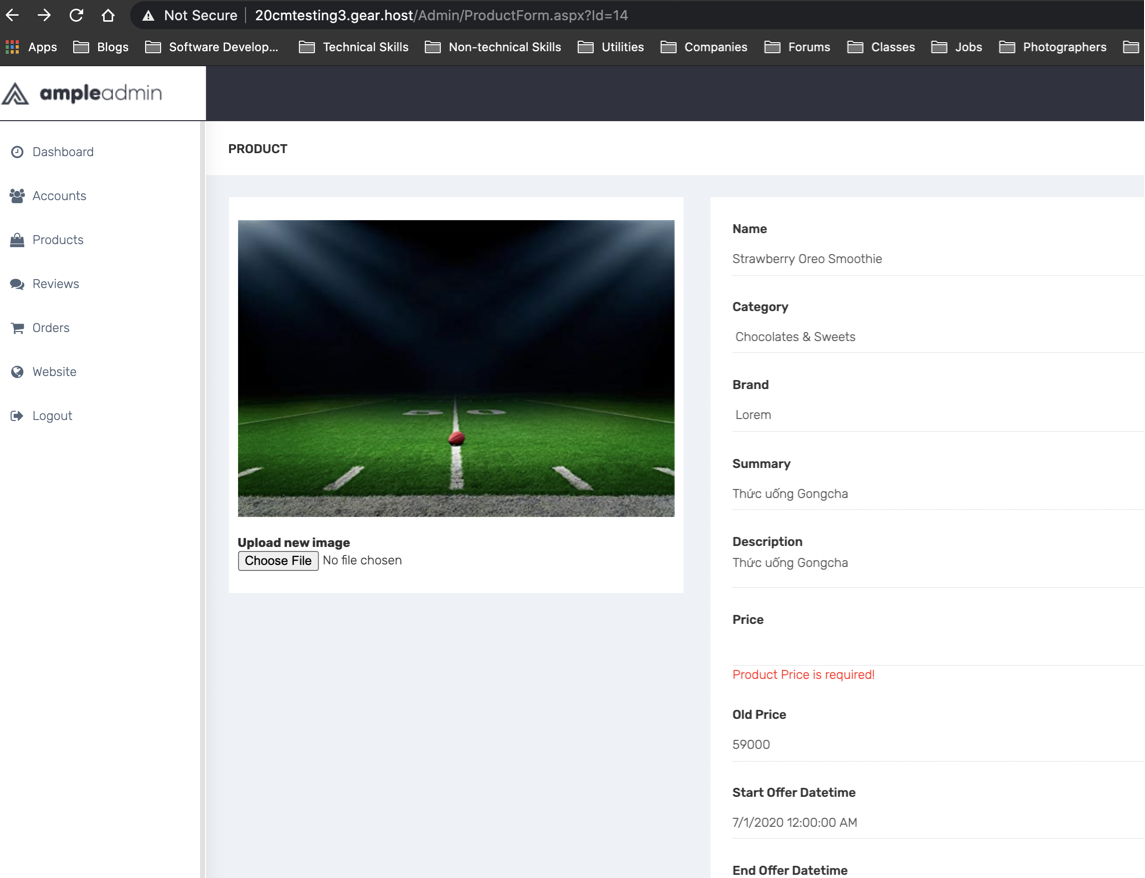 Not Secure 20cmtesting3.gear.host/Admin/ProductForm.aspx?Id=14
Apps Blogs Software Develop... Technical Skills Non-technical Skills Utilities Companies Forums Classes Jobs Photographers
ampleadmin
Dashboard
Accounts
Products
Reviews
Orders
Website
Logout
PRODUCT
Upload new image
Choose File No file chosen
Name
Strawberry Oreo Smoothie
Category
Chocolates & Sweets
Brand
Lorem
Summary
Thức uống Gongcha
Description
Thức uống Gongcha
Price
Product Price is required!
Old Price
59000
Start Offer Datetime
7/1/2020 12:00:00 AM
End Offer Datetime